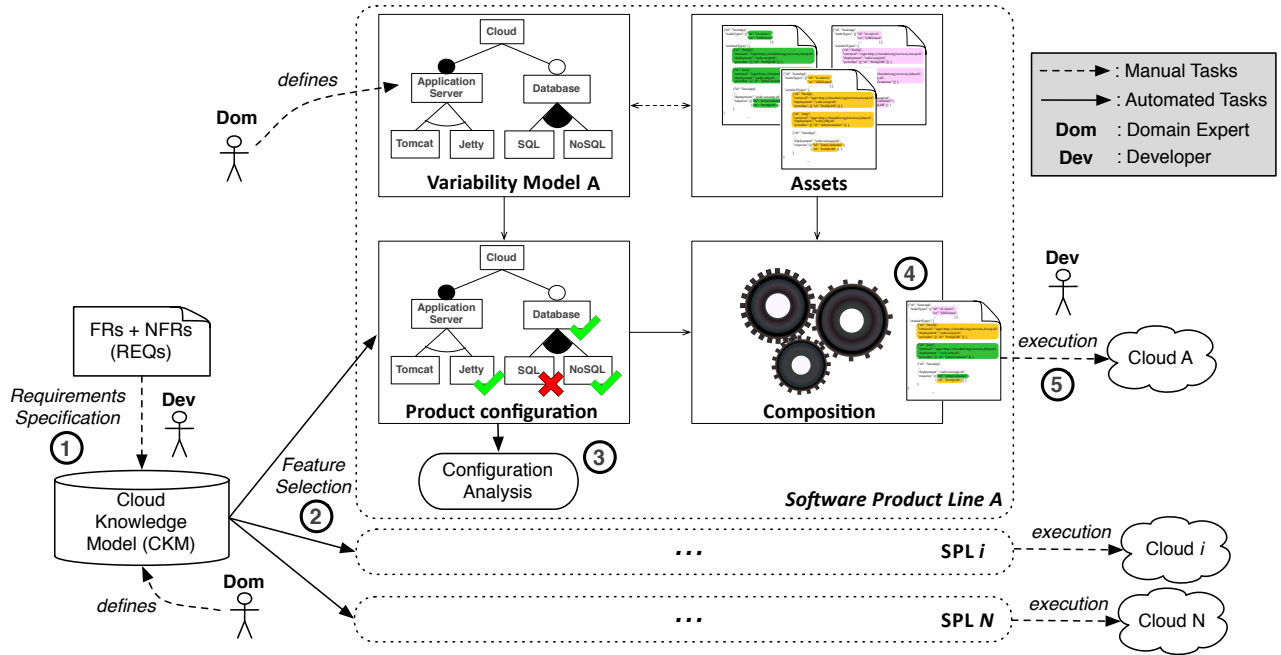 Cloud
Application
Server
Database
Tomcat
Jetty
SQL
NoSQL
Variability Model A
Assets
defines
Dom
: Manual Tasks
: Automated Tasks
Dom : Domain Expert
Dev : Developer
Cloud
Application
Server
Database
Tomcat
Jetty
SQL
NoSQL
Product configuration
4
Composition
Dev
execution
5
Cloud A
FRs + NFRs
(REQs)
Requirements
Specification
1
Dev
Cloud
Knowledge
Model (CKM)
Feature
Selection
2
3
Configuration
Analysis
Software Product Line A
Dom
defines
...
SPL i
execution
Cloud i
...
SPL N
execution
Cloud N